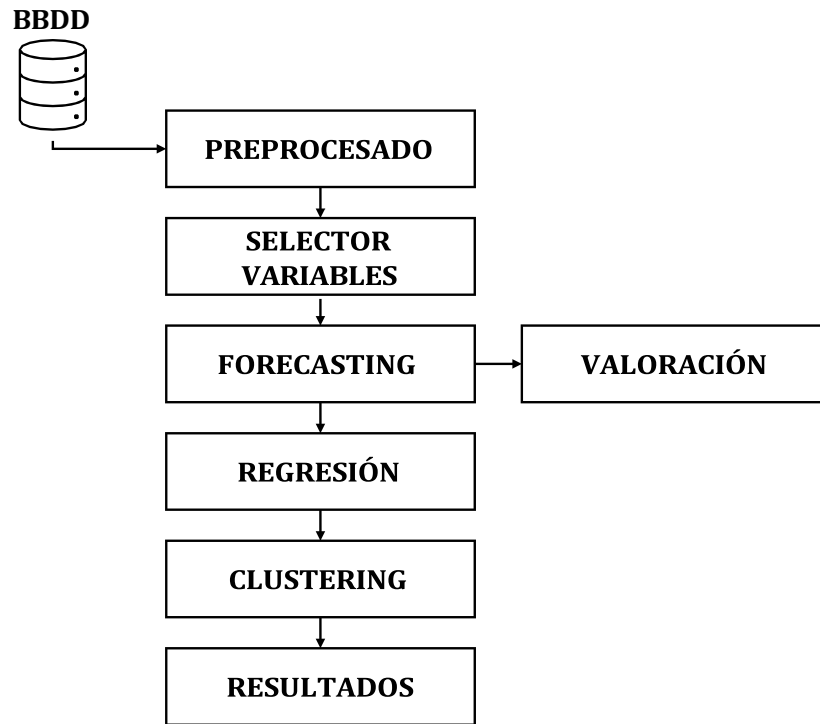 BBDD
PREPROCESADO
SELECTOR
VARIABLES
FORECASTING
VALORACIÓN
REGRESIÓN
CLUSTERING
RESULTADOS